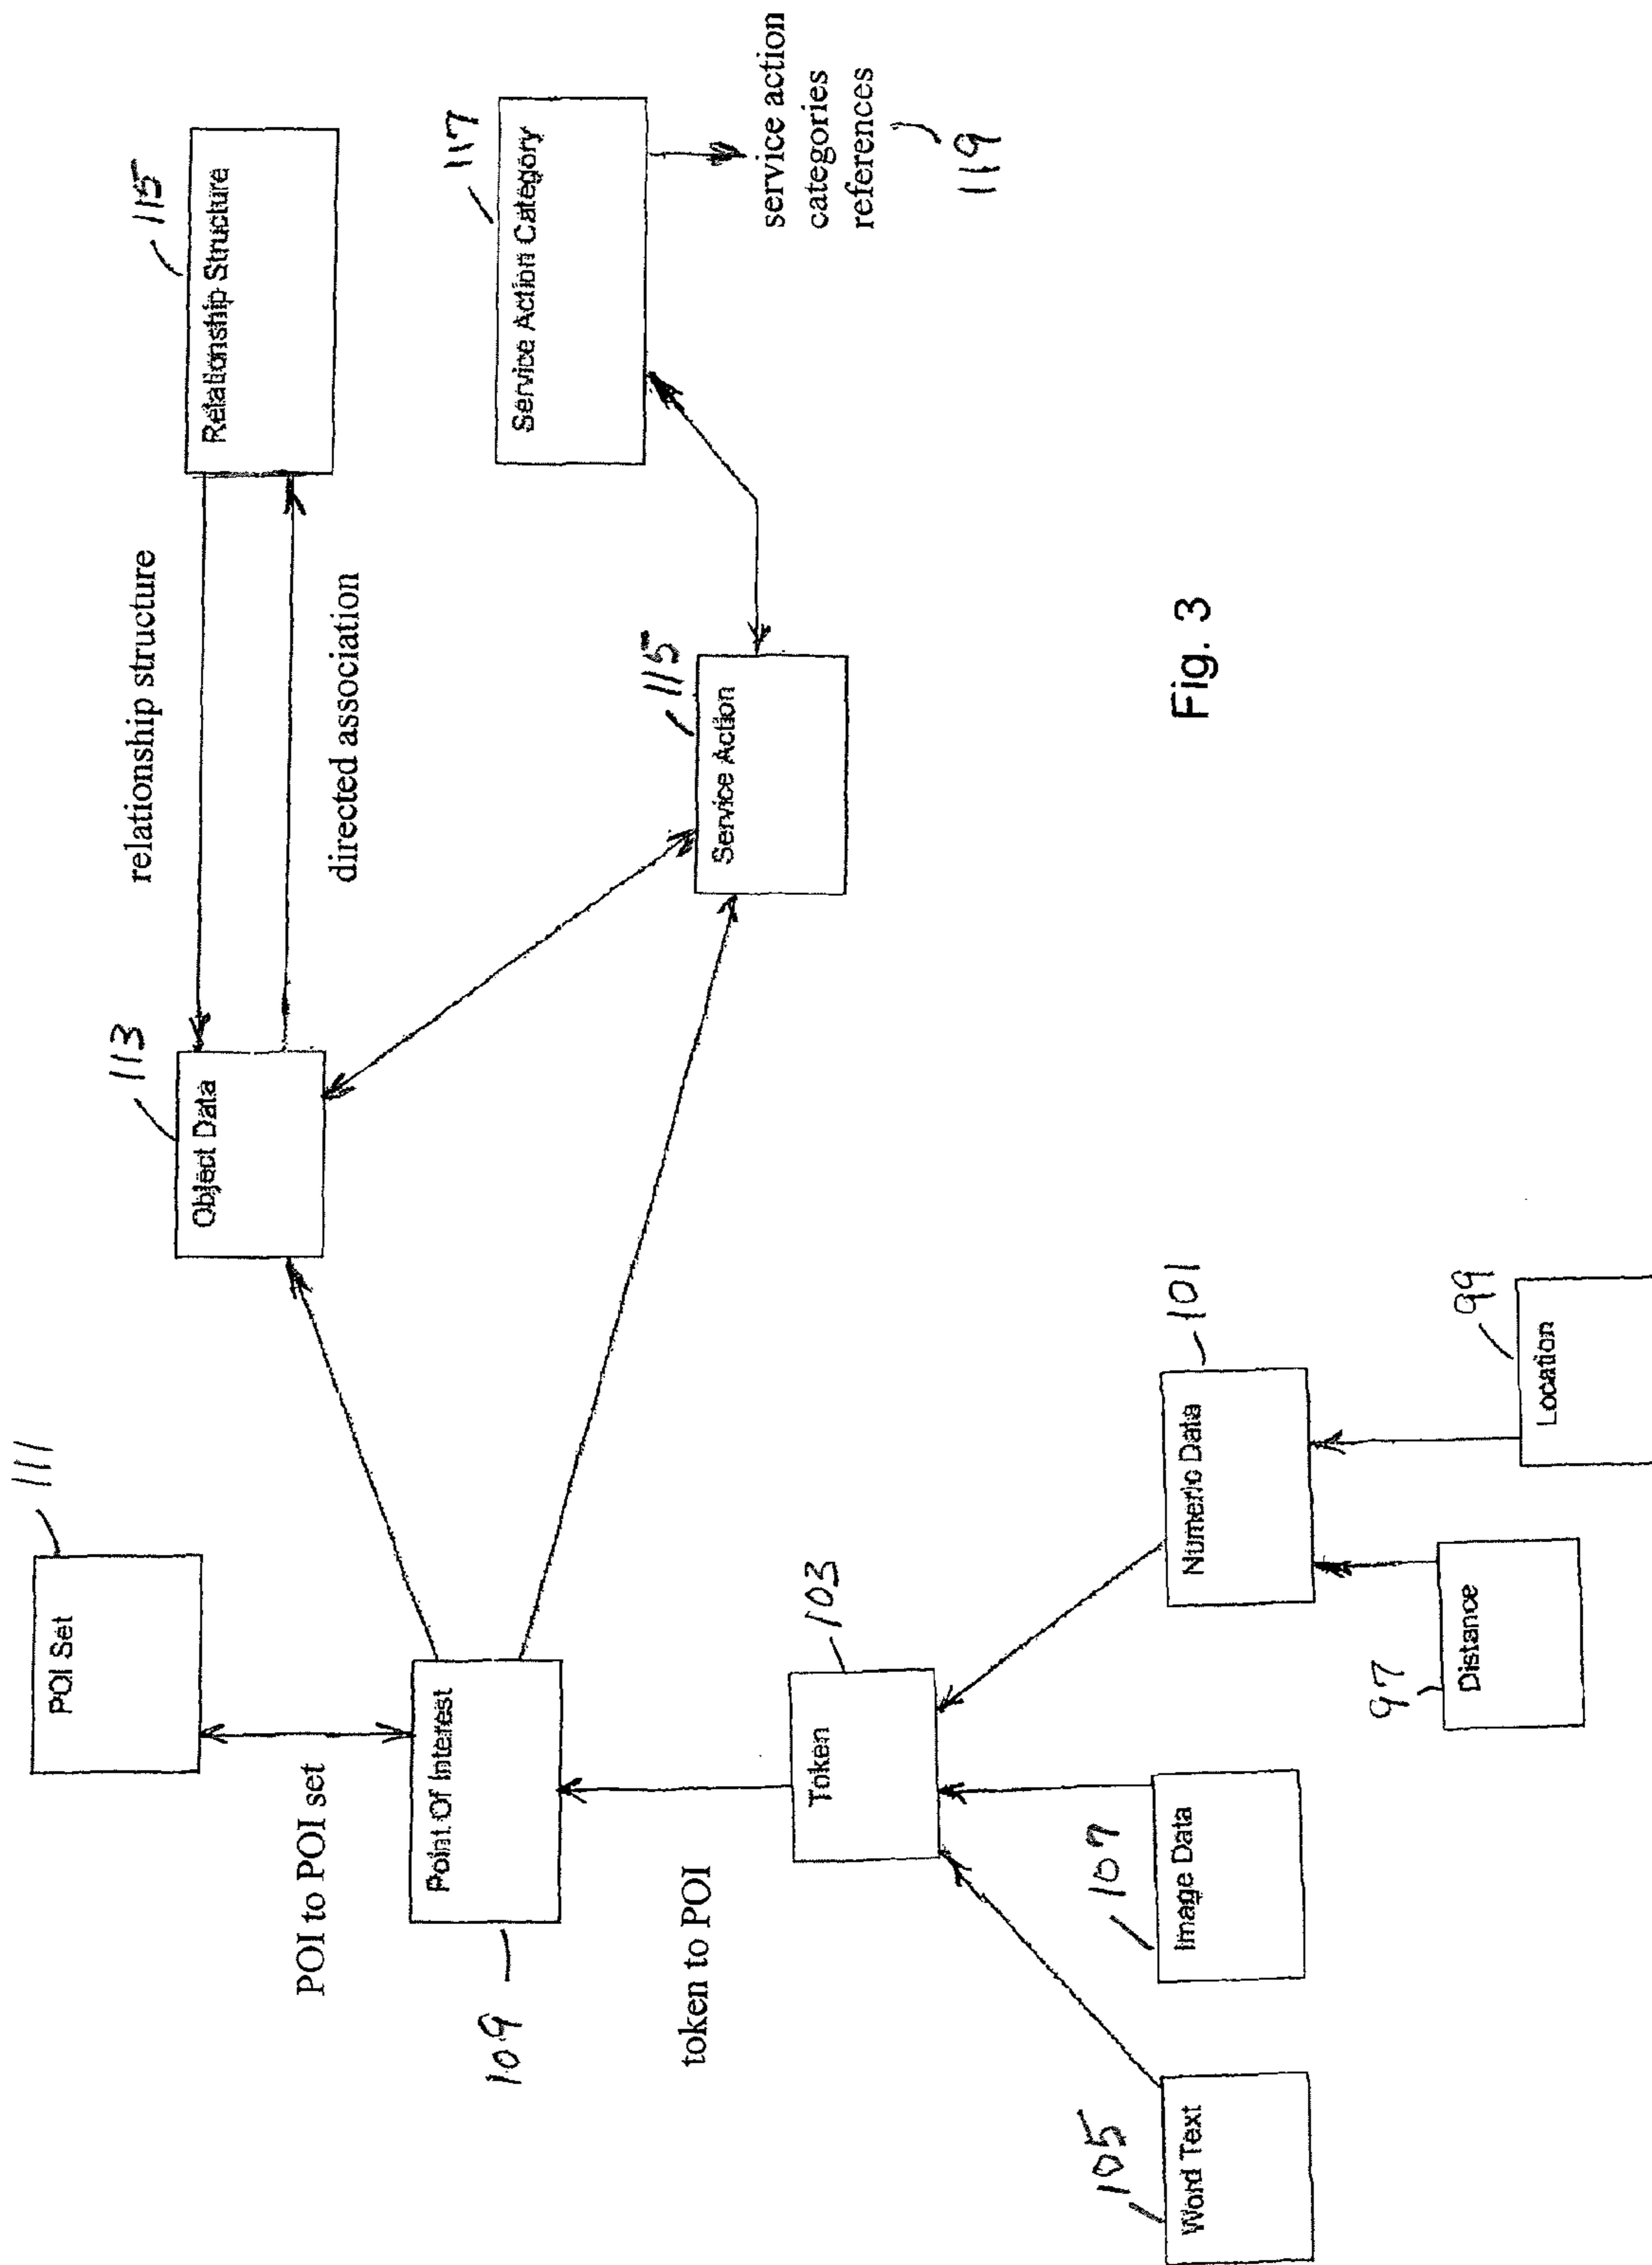 111
POI Set
POI to POI set
Point Of Interest
109
token to POI
103
Token
105
Word Text
107
Image Data
101
Numeric Data
97
Distance
99
Location
113
Object Data
relationship structure
directed association
115
Relationship Structure
115
Service Action
117
Service Action Category
service action
categories
references
119
Fig. 3